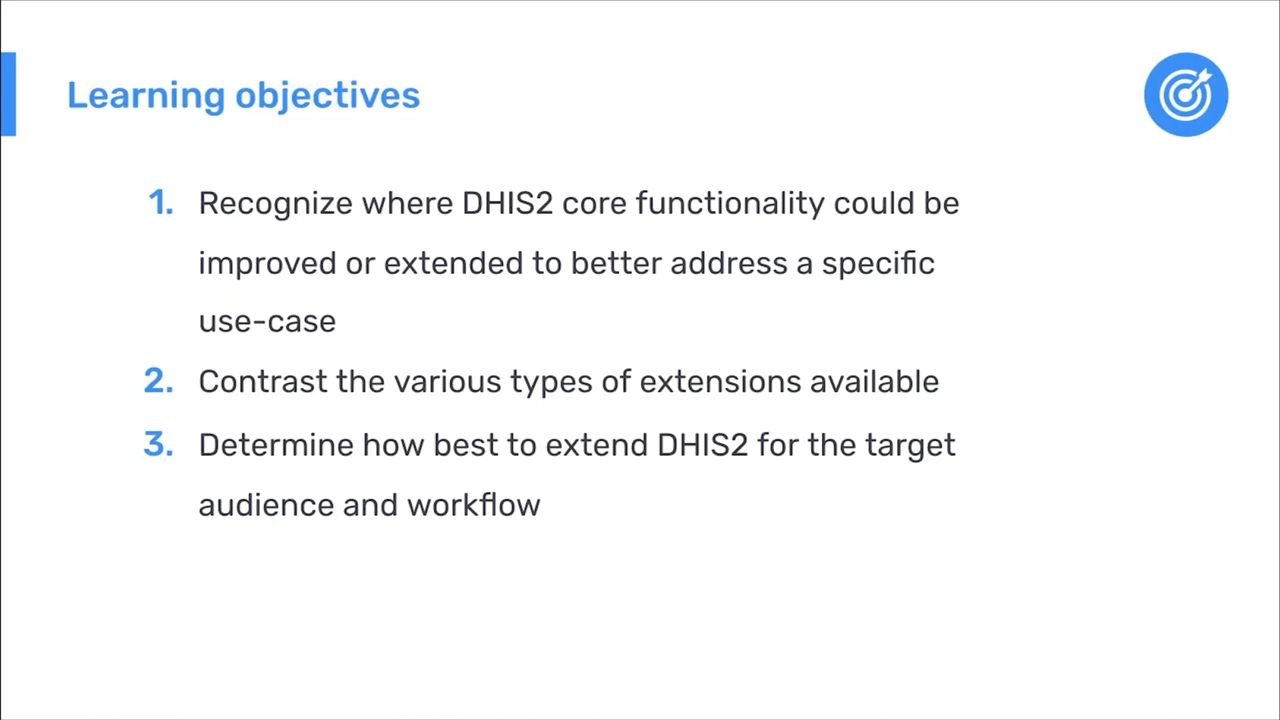 Learning objectives
1. Recognize where DHIS2 core functionality could be
improved or extended to better address a specific
use-case
2. Contrast the various types of extensions available
3. Determine how best to extend DHIS2 for the target
audience and workflow